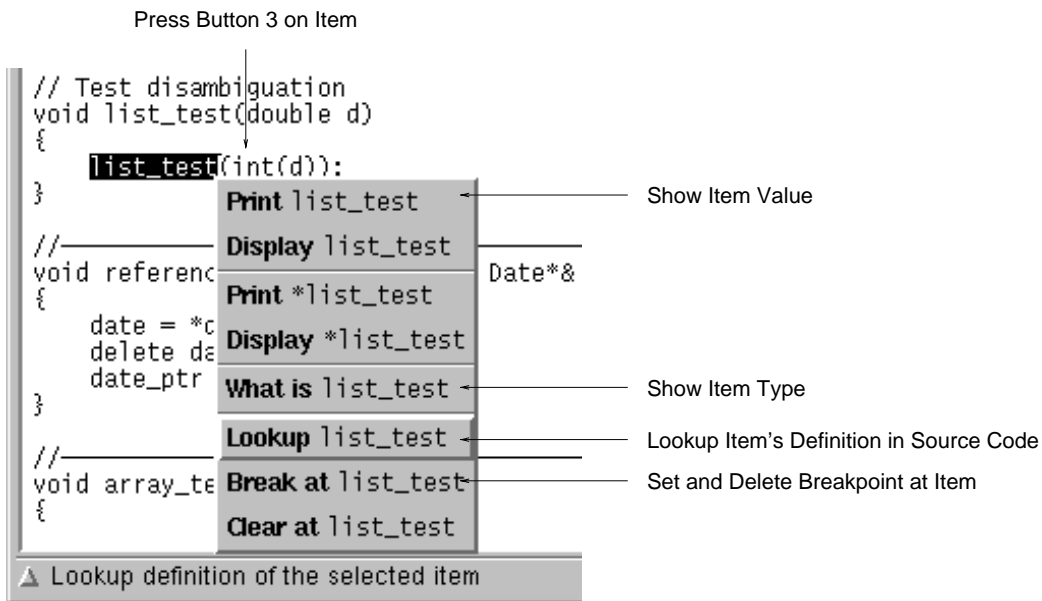 Press Button 3 on Item
// Test disambiguation
void list_test(double d)
{
list_test(int(d));
}
Print list_test
Show Item Value
Display list_test
//
void referenc
Date*&
{
Print *list_test
date = *
Display *list_test
delete da
date_ptr
What is list_test
Show Item Type
}
Lookup list_test
Lookup Item's Definition in Source Code
//
void array_te
Break at list_test
Set and Delete Breakpoint at Item
{
Clear at list_test
Lookup definition of the selected item